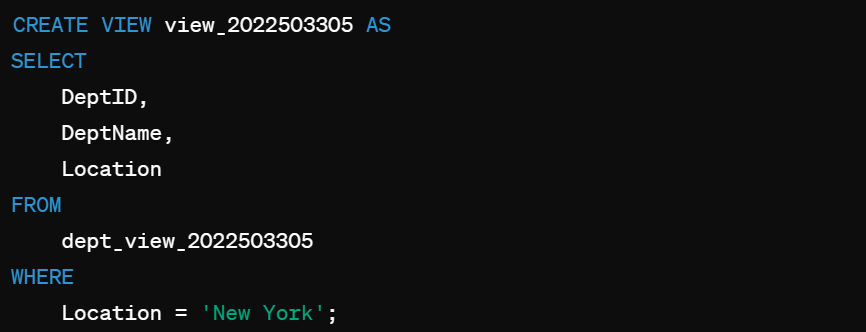 CREATE VIEW view_2022503305 AS
SELECT
    DeptID,
    DeptName,
    Location
FROM
    dept_view_2022503305
WHERE
    Location = 'New York';